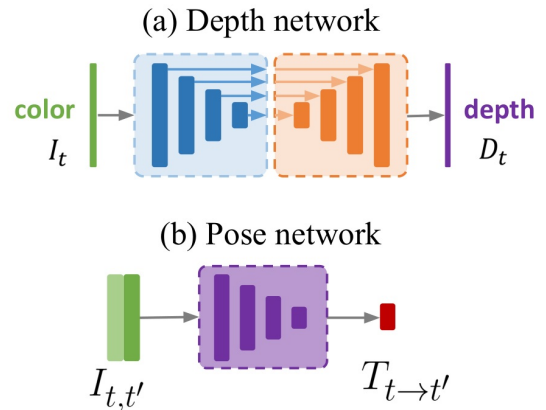 (a) Depth network
color
depth
I_t
D_t
(b) Pose network
I_{t,t'}
T_{t→t'}